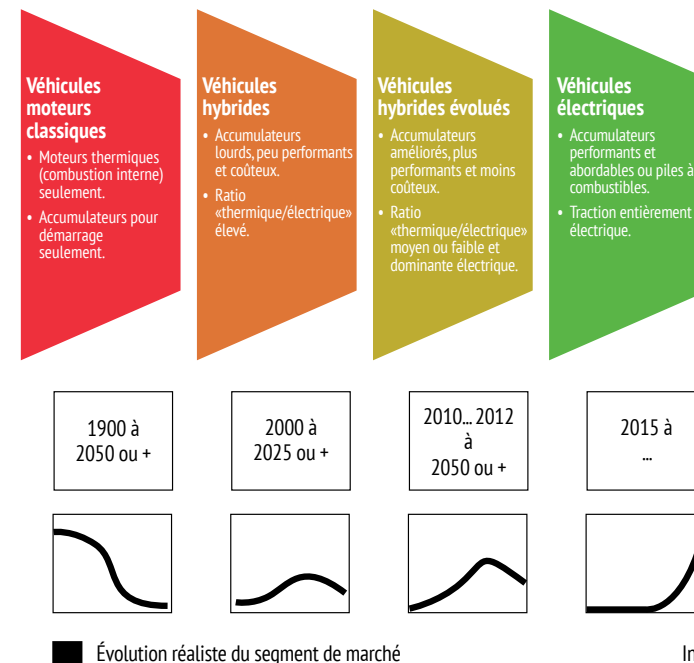 Véhicules
moteurs
classiques
• Moteurs thermiques
(combustion interne)
seulement.
• Accumulateurs pour
démarrage
seulement.
Véhicules
hybrides
• Accumulateurs
lourds, peu performants
et coûteux.
• Ratio
«thermique/électrique»
élevé.
Véhicules
hybrides évolués
• Accumulateurs
améliorés, plus
performants et moins
coûteux.
• Ratio
«thermique/électrique»
moyen ou faible et
dominante électrique.
Véhicules
électriques
• Accumulateurs
performants et
abordables ou piles à
combustibles.
• Traction entièrement
électrique.
1900 à
2050 ou +
2000 à
2025 ou +
2010... 2012
à
2050 ou +
2015 à
...
Évolution réaliste du segment de marché